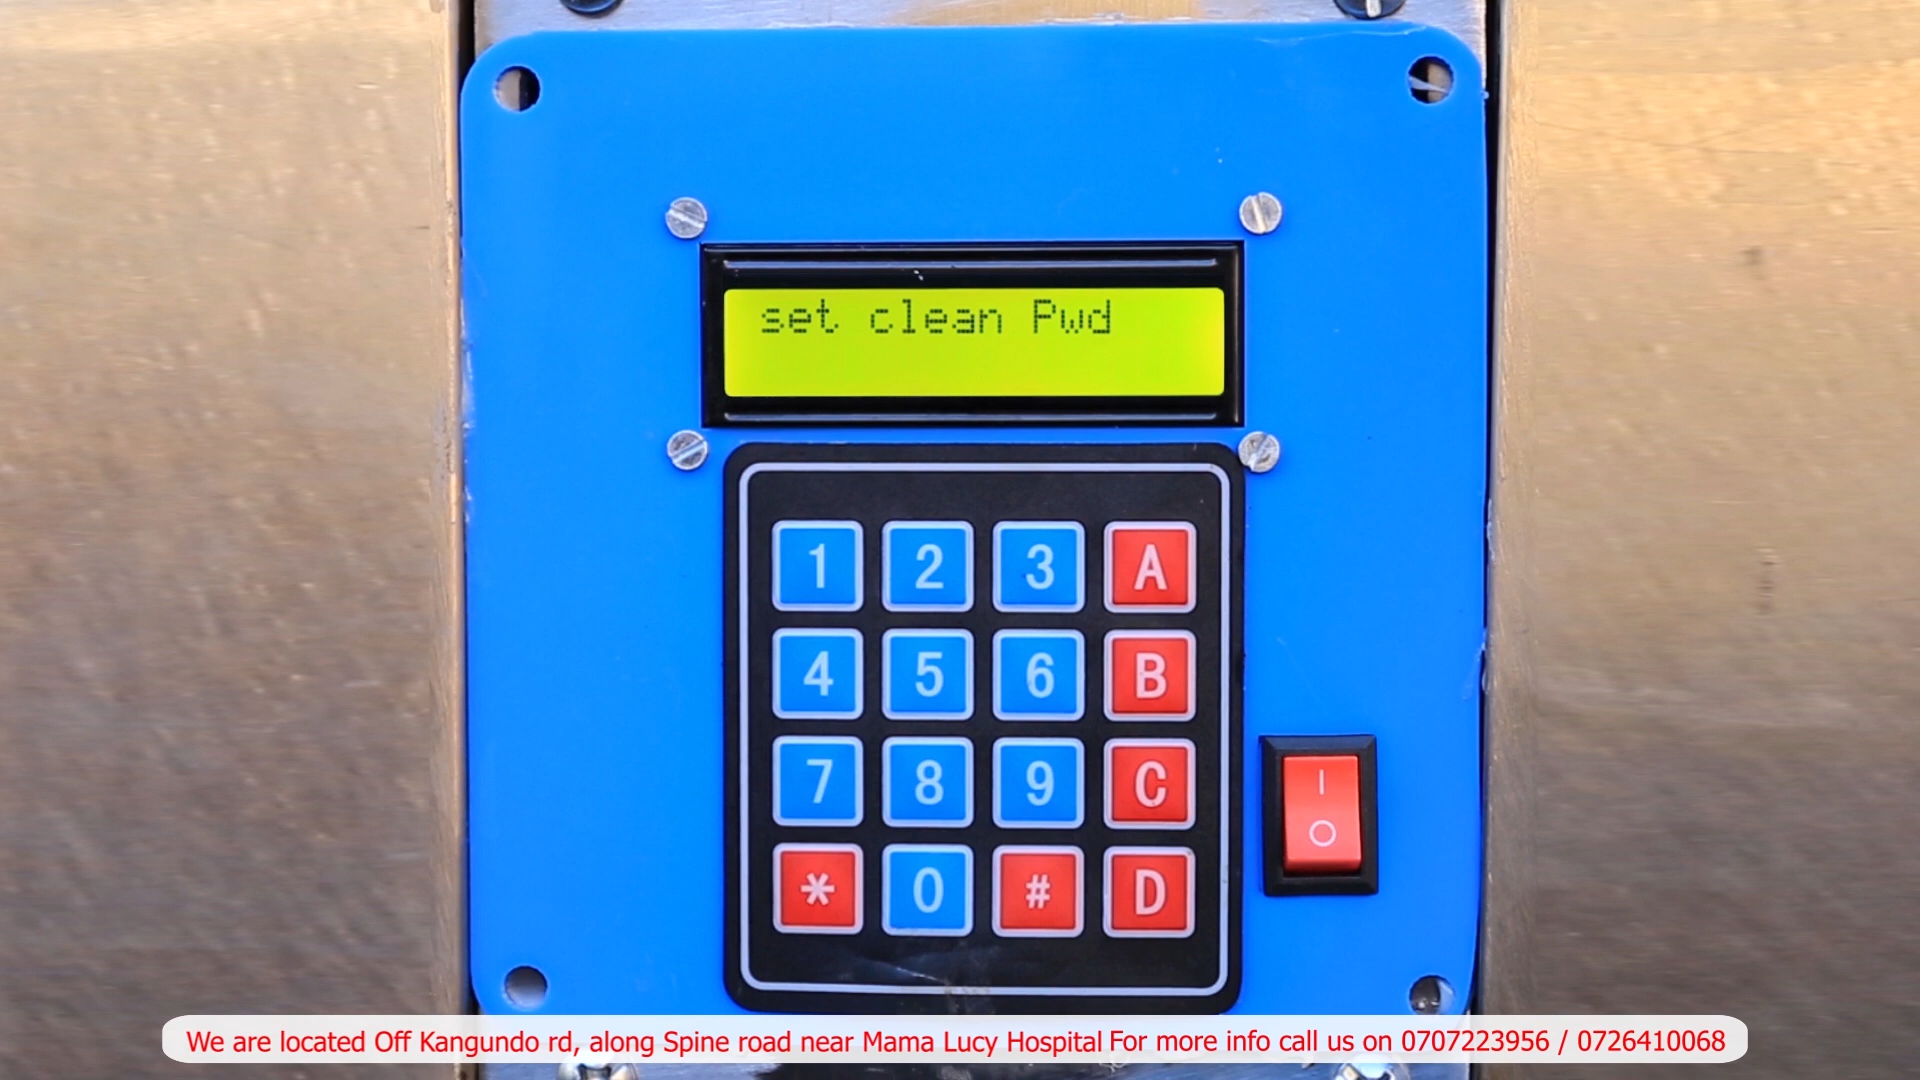 set clean Pwd
1 2 3 A
4 5 6 B
7 8 9 C
* 0 # D
I
O
We are located Off Kangundo rd, along Spine road near Mama Lucy Hospital For more info call us on 0707223956 / 0726410068